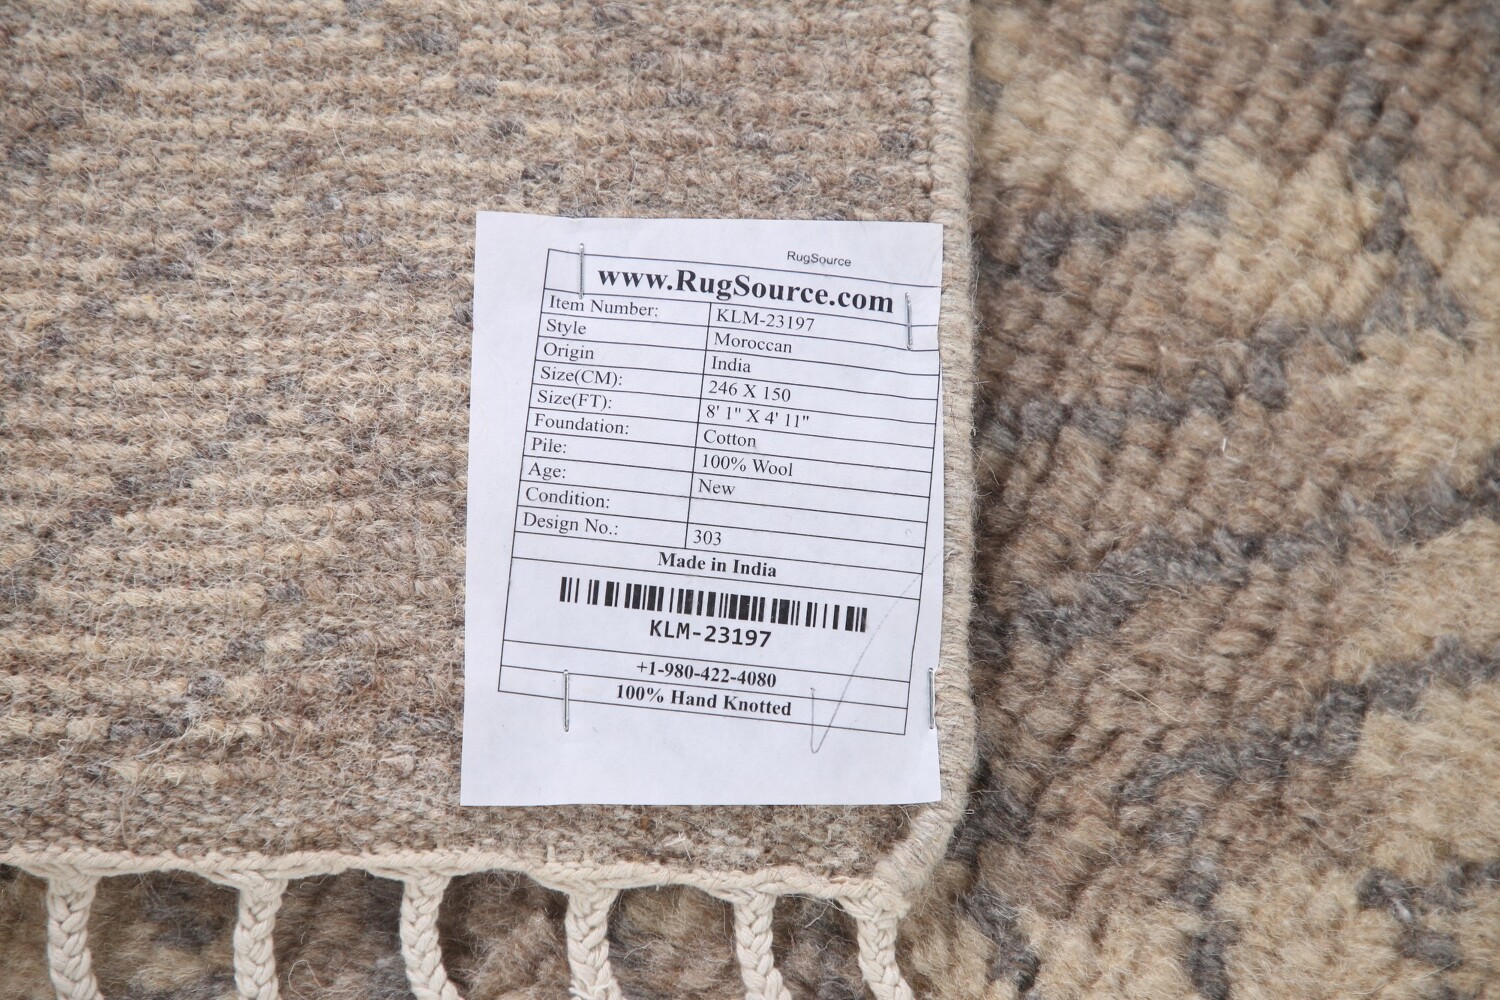 RugSource
www.RugSource.com
Item Number: KLM-23197
Style Moroccan
Origin India
Size(CM): 246 X 150
Size(FT): 8' 1" X 4' 11"
Foundation: Cotton
Pile: 100% Wool
Age: New
Condition:
Design No.: 303
Made in India
KLM-23197
+1-980-422-4080
100% Hand Knotted